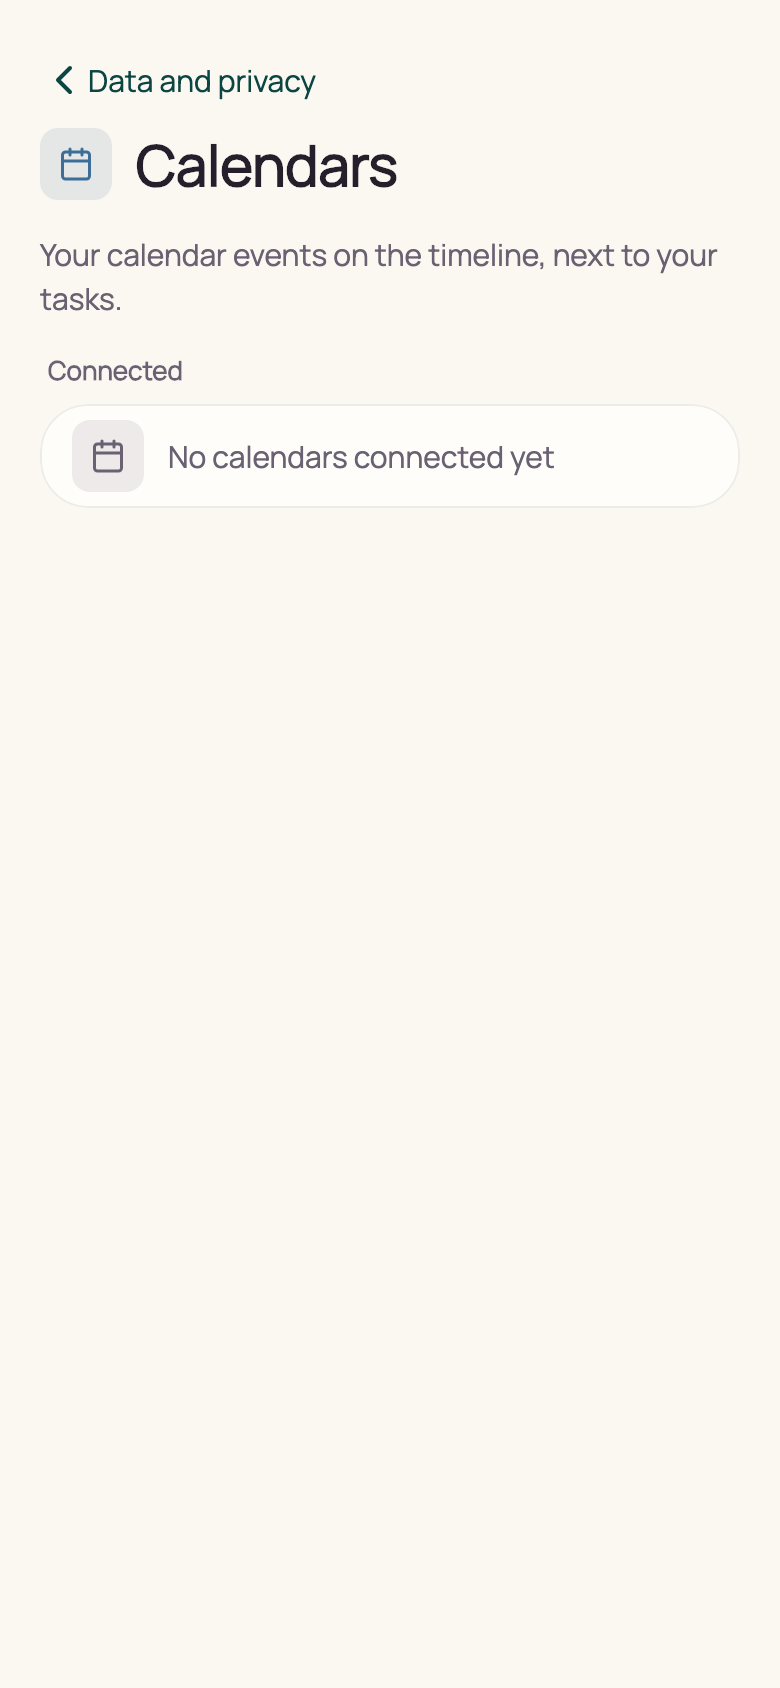 Data and privacy
Calendars
Your calendar events on the timeline, next to your
tasks.
Connected
No calendars connected yet